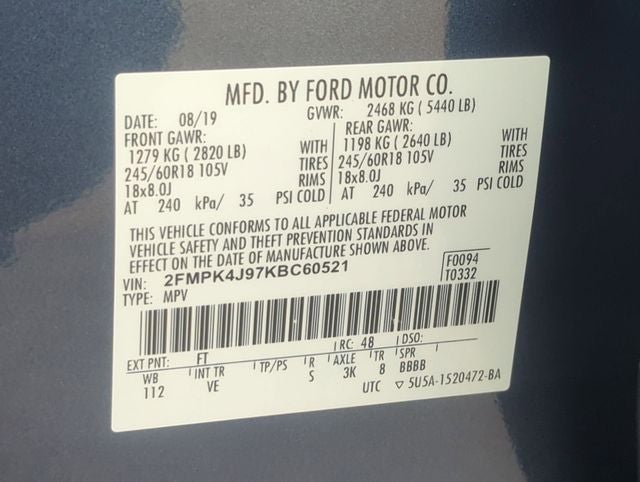 MFD. BY FORD MOTOR CO.
DATE: 08/19 GVWR: 2468 KG ( 5440 LB)
FRONT GAWR: REAR GAWR:
1279 KG ( 2820 LB) WITH 1198 KG ( 2640 LB) WITH
245/60R18 105V TIRES 245/60R18 105V TIRES
18x8.0J RIMS 18x8.0J RIMS
AT 240 kPa/ 35 PSI COLD AT 240 kPa/ 35 PSI COLD
THIS VEHICLE CONFORMS TO ALL APPLICABLE FEDERAL MOTOR
VEHICLE SAFETY AND THEFT PREVENTION STANDARDS IN
EFFECT ON THE DATE OF MANUFACTURE SHOWN ABOVE.
VIN: 2FMPK4J97KBC60521 F0094
TYPE: MPV T0332
EXT PNT: FT RC: 48 DSO:
WB INT TR TP/PS R AXLE TR SPR
112 VE S 3K 8 BBBB
UTC ▽ 5U5A-1520472-BA